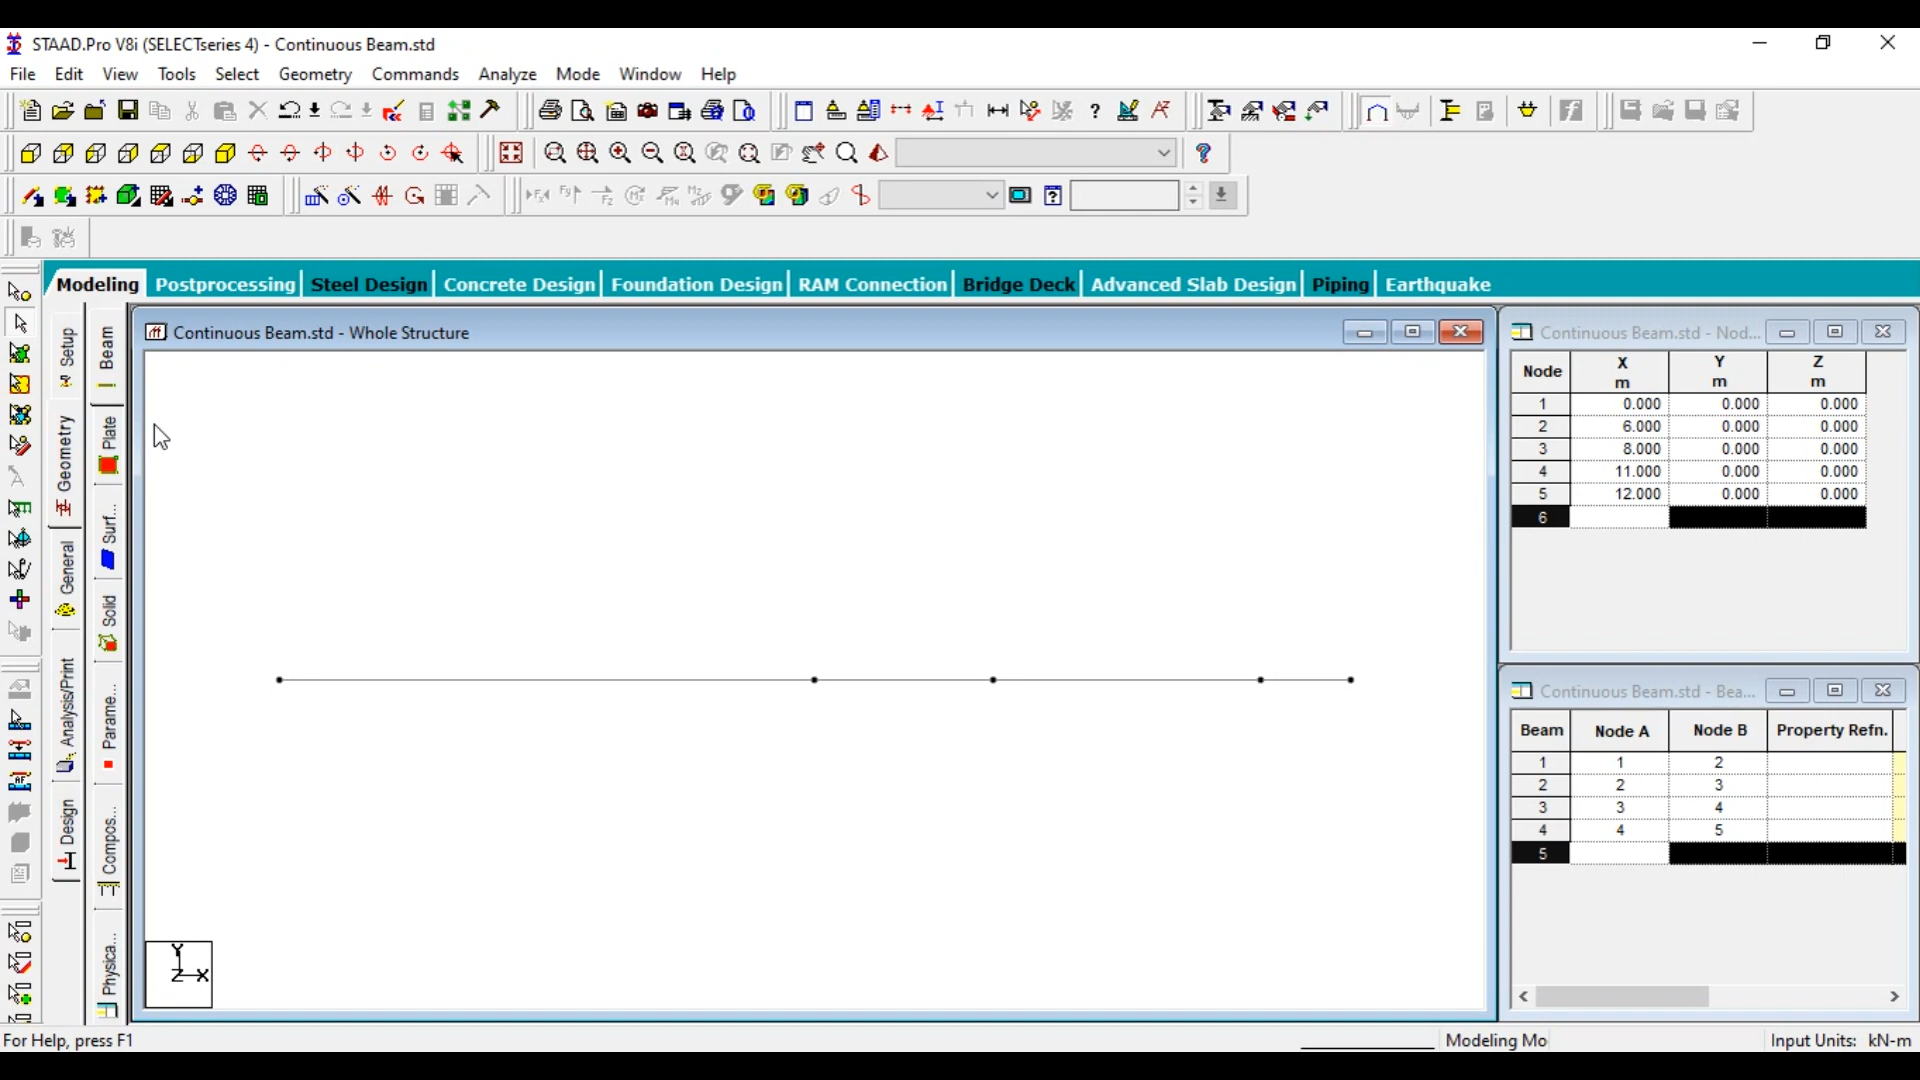 STAAD.Pro V8i (SELECTseries 4) - Continuous Beam.std
File Edit View Tools Select Geometry Commands Analyze Mode Window Help
Modeling Postprocessing Steel Design Concrete Design Foundation Design RAM Connection Bridge Deck Advanced Slab Design Piping Earthquake
Setup
Geometry
General
Analysis/Print
Design
Beam
Plate
Surf...
Solid
Parame...
Compos...
Physica...
Continuous Beam.std - Whole Structure
Y
Z X
Continuous Beam.std - Nod...
Node X m Y m Z m
1 0.000 0.000 0.000
2 6.000 0.000 0.000
3 8.000 0.000 0.000
4 11.000 0.000 0.000
5 12.000 0.000 0.000
6
Continuous Beam.std - Bea...
Beam Node A Node B Property Refn.
1 1 2
2 2 3
3 3 4
4 4 5
5
For Help, press F1
Modeling Mo
Input Units: kN-m